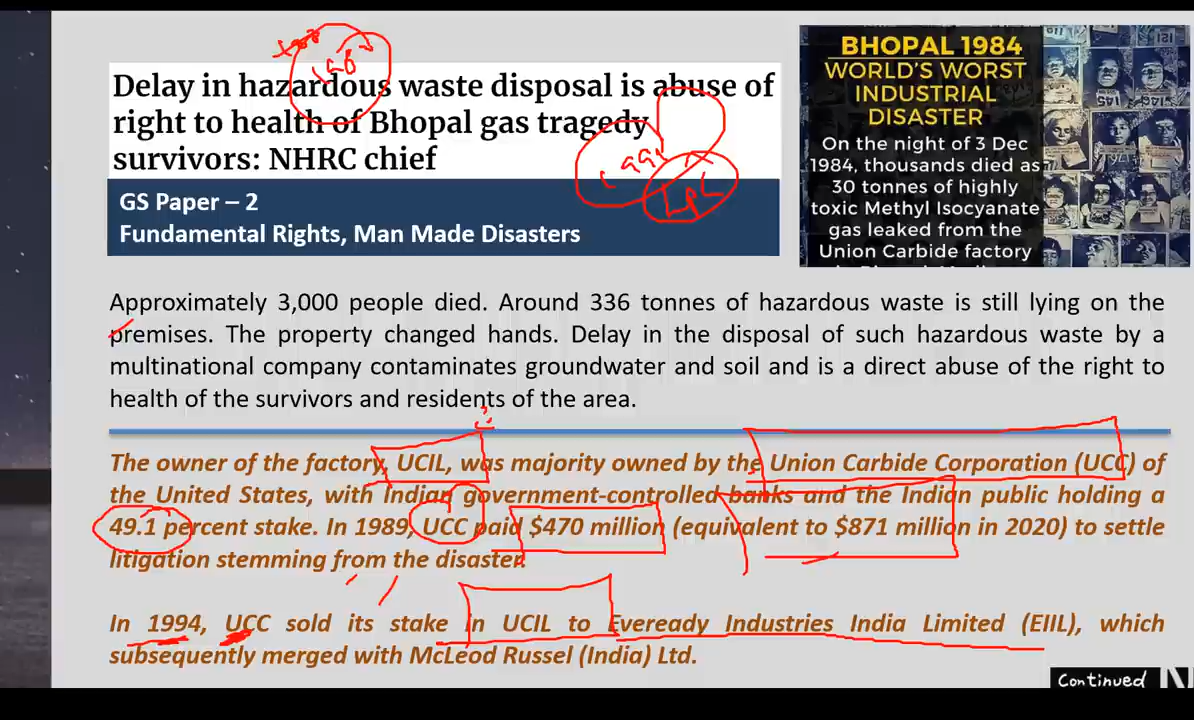 Delay in hazardous waste disposal is abuse of
right to health of Bhopal gas tragedy
survivors: NHRC chief
GS Paper – 2
Fundamental Rights, Man Made Disasters
BHOPAL 1984
WORLD'S WORST
INDUSTRIAL
DISASTER
On the night of 3 Dec
1984, thousands died as
30 tonnes of highly
toxic Methyl Isocyanate
gas leaked from the
Union Carbide factory
Approximately 3,000 people died. Around 336 tonnes of hazardous waste is still lying on the
premises. The property changed hands. Delay in the disposal of such hazardous waste by a
multinational company contaminates groundwater and soil and is a direct abuse of the right to
health of the survivors and residents of the area.
The owner of the factory, UCIL, was majority owned by the Union Carbide Corporation (UCC) of
the United States, with Indian government-controlled banks and the Indian public holding a
49.1 percent stake. In 1989, UCC paid $470 million (equivalent to $871 million in 2020) to settle
litigation stemming from the disaster.
In 1994, UCC sold its stake in UCIL to Eveready Industries India Limited (EIIL), which
subsequently merged with McLeod Russel (India) Ltd.
Continued